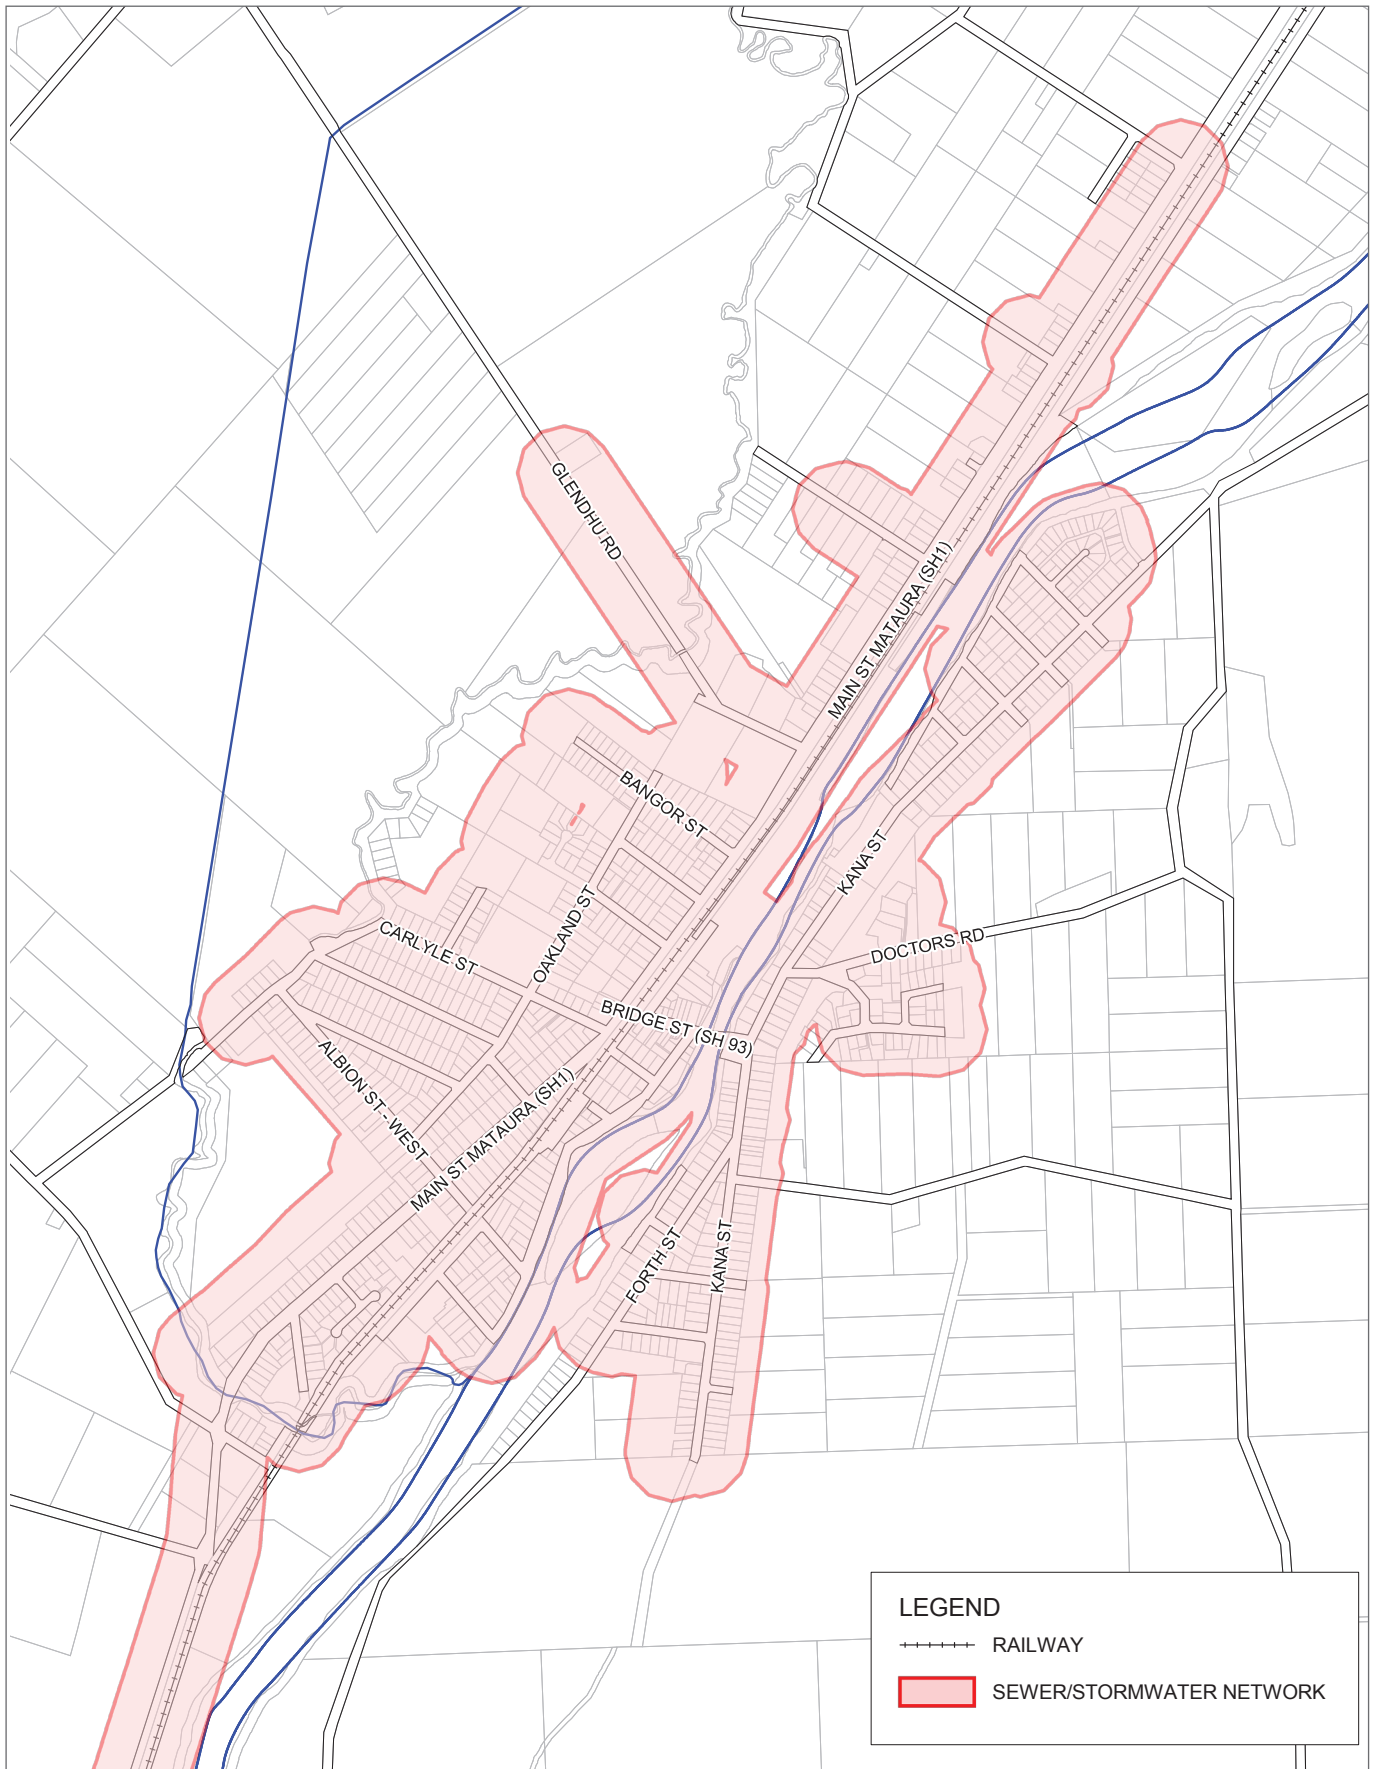 GLENDHU RD
MAIN ST MATAURA (SH1)
BANGOR ST
KANA ST
OAKLAND ST
CARLYLE ST
DOCTORS RD
BRIDGE ST (SH 93)
ALBION ST - WEST
MAIN ST MATAURA (SH1)
FORTH ST
KANA ST
LEGEND
RAILWAY
SEWER/STORMWATER NETWORK